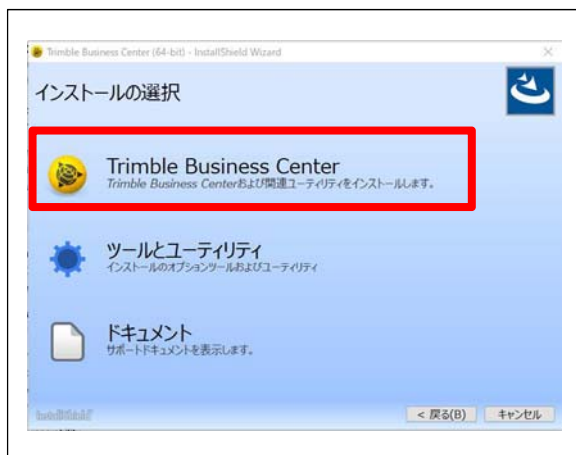 Trimble Business Center (64-bit) - InstallShield Wizard
インストールの選択
Trimble Business Center
Trimble Business Centerおよび関連ユーティリティをインストールします。
ツールとユーティリティ
インストールのオプションツールおよびユーティリティ
ドキュメント
サポートドキュメントを表示します。
InstallShield
< 戻る(B)
キャンセル